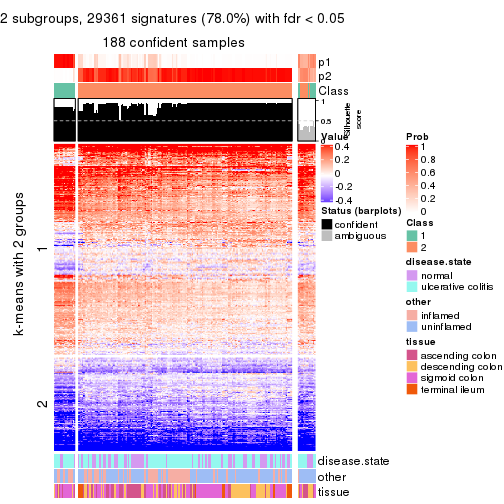 2 subgroups, 29361 signatures (78.0%) with fdr < 0.05
188 confident samples
p1
p2
Class
1
0.5
0
Silhouette
score
k-means with 2 groups
1
2
Value
0.4
0.2
0
-0.2
-0.4
Status (barplots)
confident
ambiguous
Prob
1
0.8
0.6
0.4
0.2
0
Class
1
2
disease.state
normal
ulcerative colitis
other
inflamed
uninflamed
tissue
ascending colon
descending colon
sigmoid colon
terminal ileum
disease.state
other
tissue